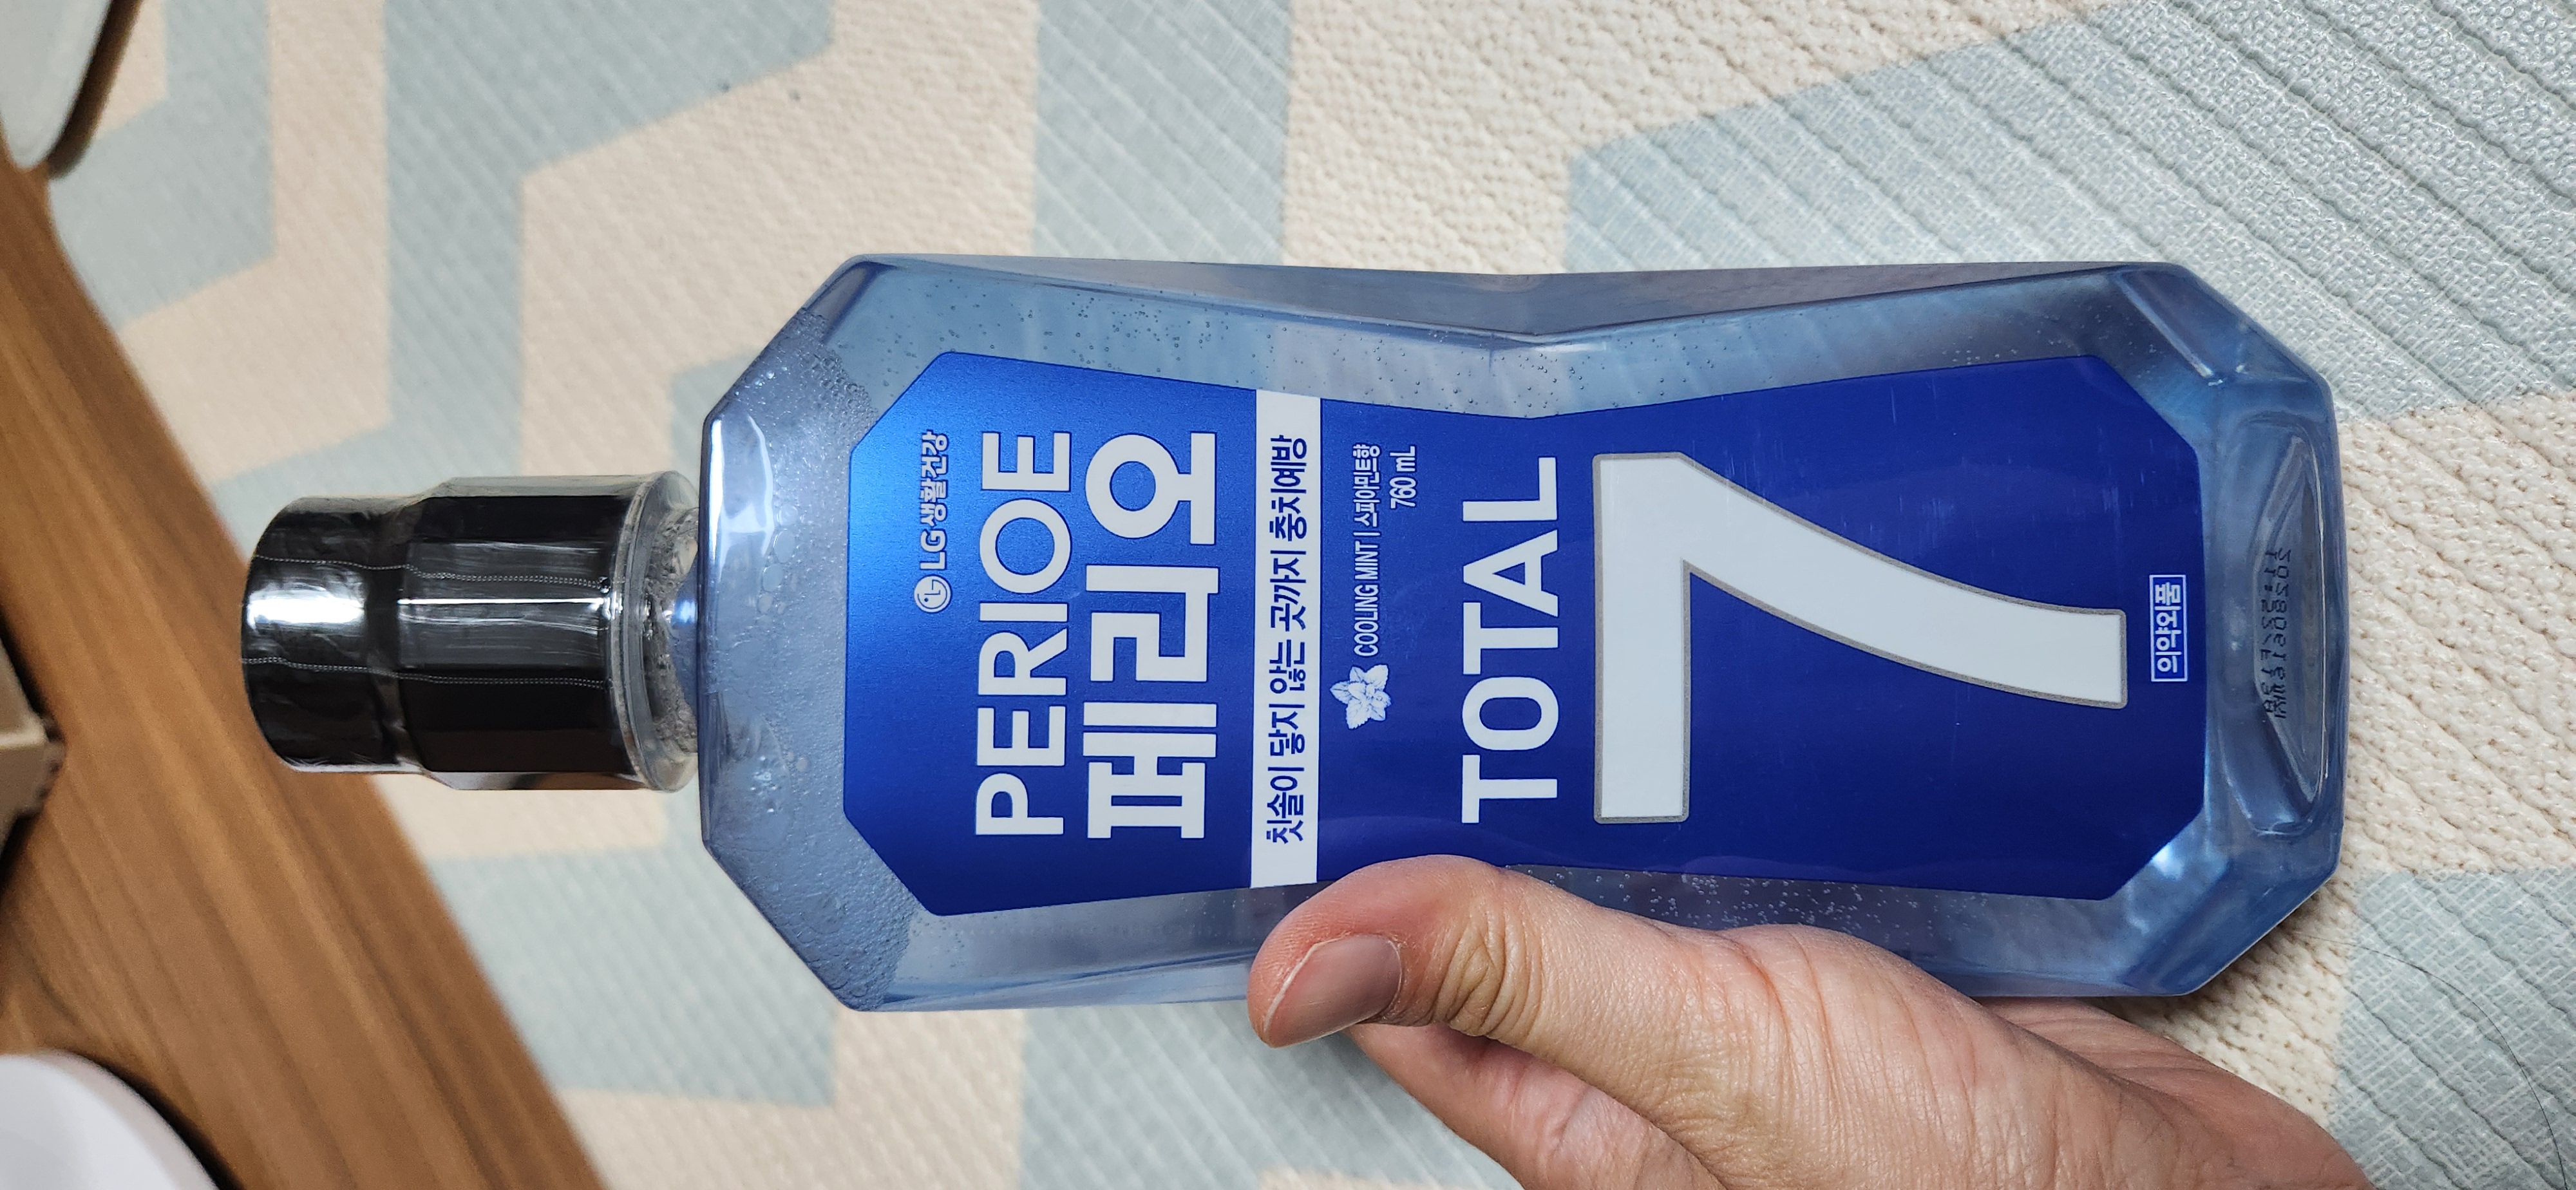 LG생활건강
PERIOE
페리오
칫솔이 닿지 않는 곳까지 충치예방
COOLING MINT | 스피아민트향
760 mL
TOTAL
7
의약외품